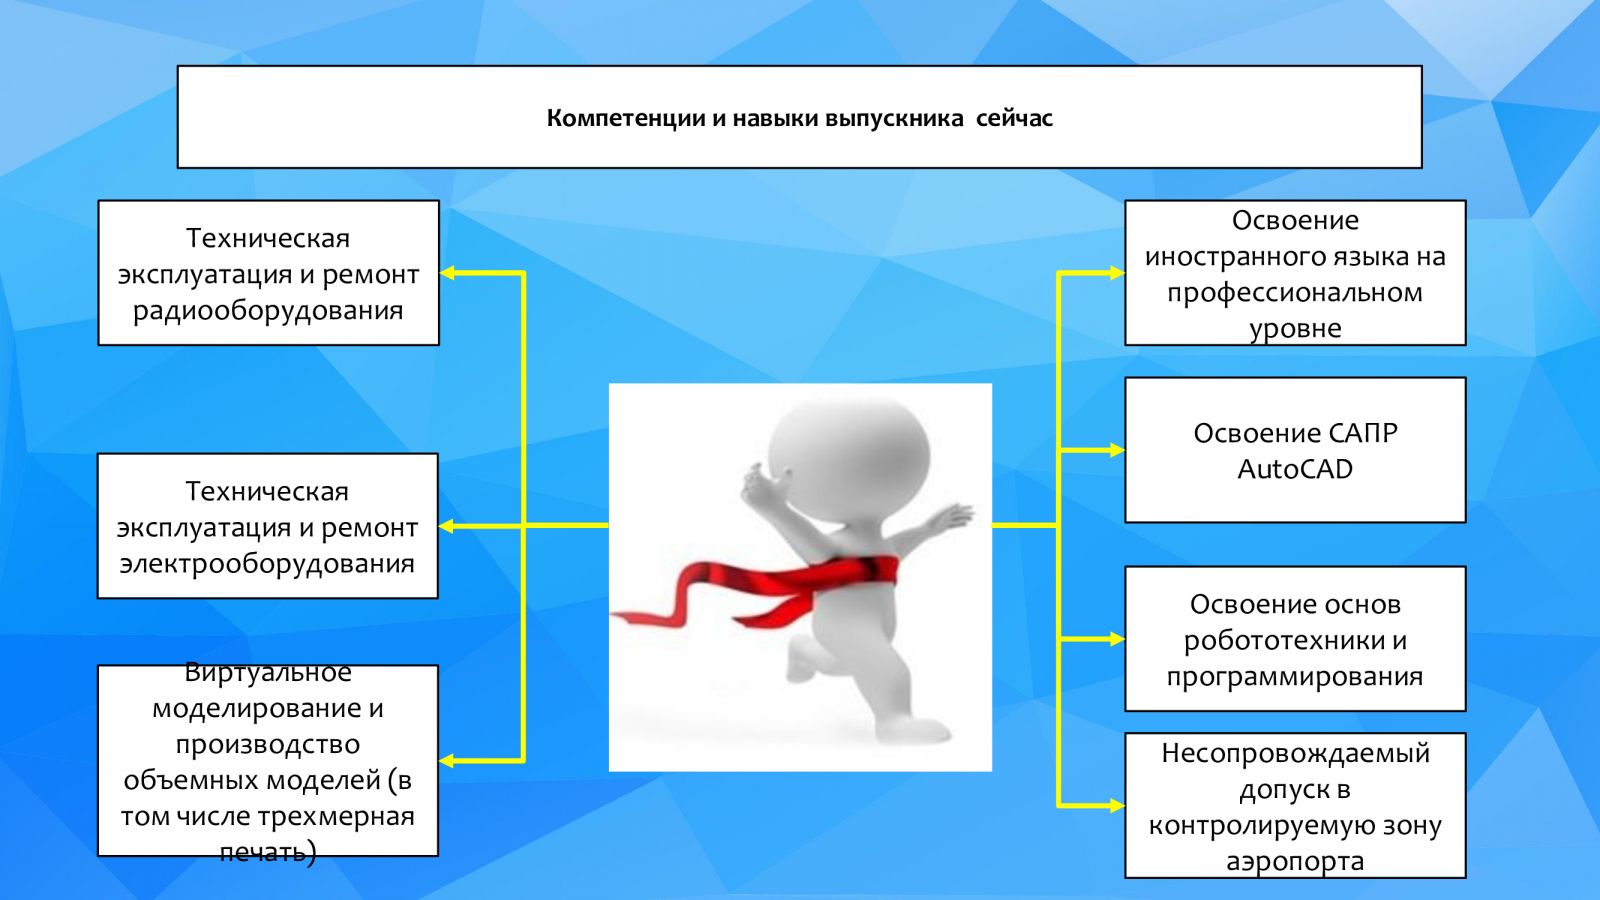 Компетенции и навыки выпускника  сейчас
Техническая
эксплуатация и ремонт
радиооборудования
Техническая
эксплуатация и ремонт
электрооборудования
Виртуальное
моделирование и
производство
объемных моделей (в
том числе трехмерная
печать)
Освоение
иностранного языка на
профессиональном
уровне
Освоение САПР
AutoCAD
Освоение основ
робототехники и
программирования
Несопровождаемый
допуск в
контролируемую зону
аэропорта